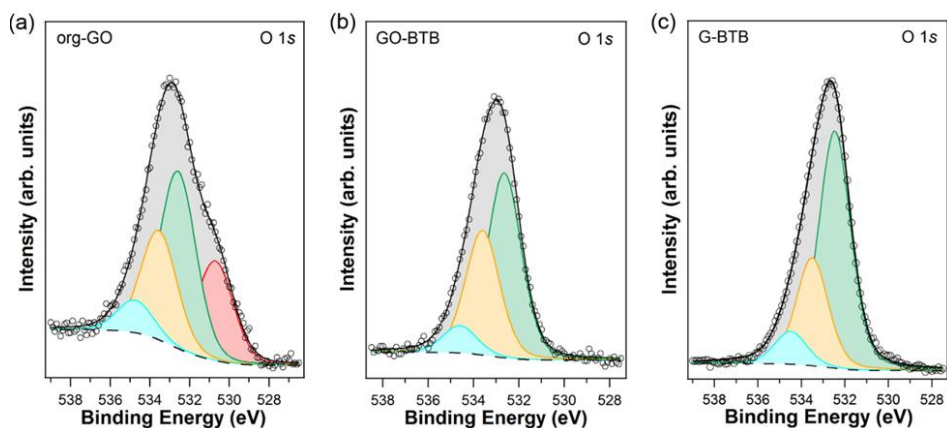 (a)
org-GO O 1s
Intensity (arb. units)
538 536 534 532 530 528
Binding Energy (eV)
(b)
GO-BTB O 1s
Intensity (arb. units)
538 536 534 532 530 528
Binding Energy (eV)
(c)
G-BTB O 1s
Intensity (arb. units)
538 536 534 532 530 528
Binding Energy (eV)